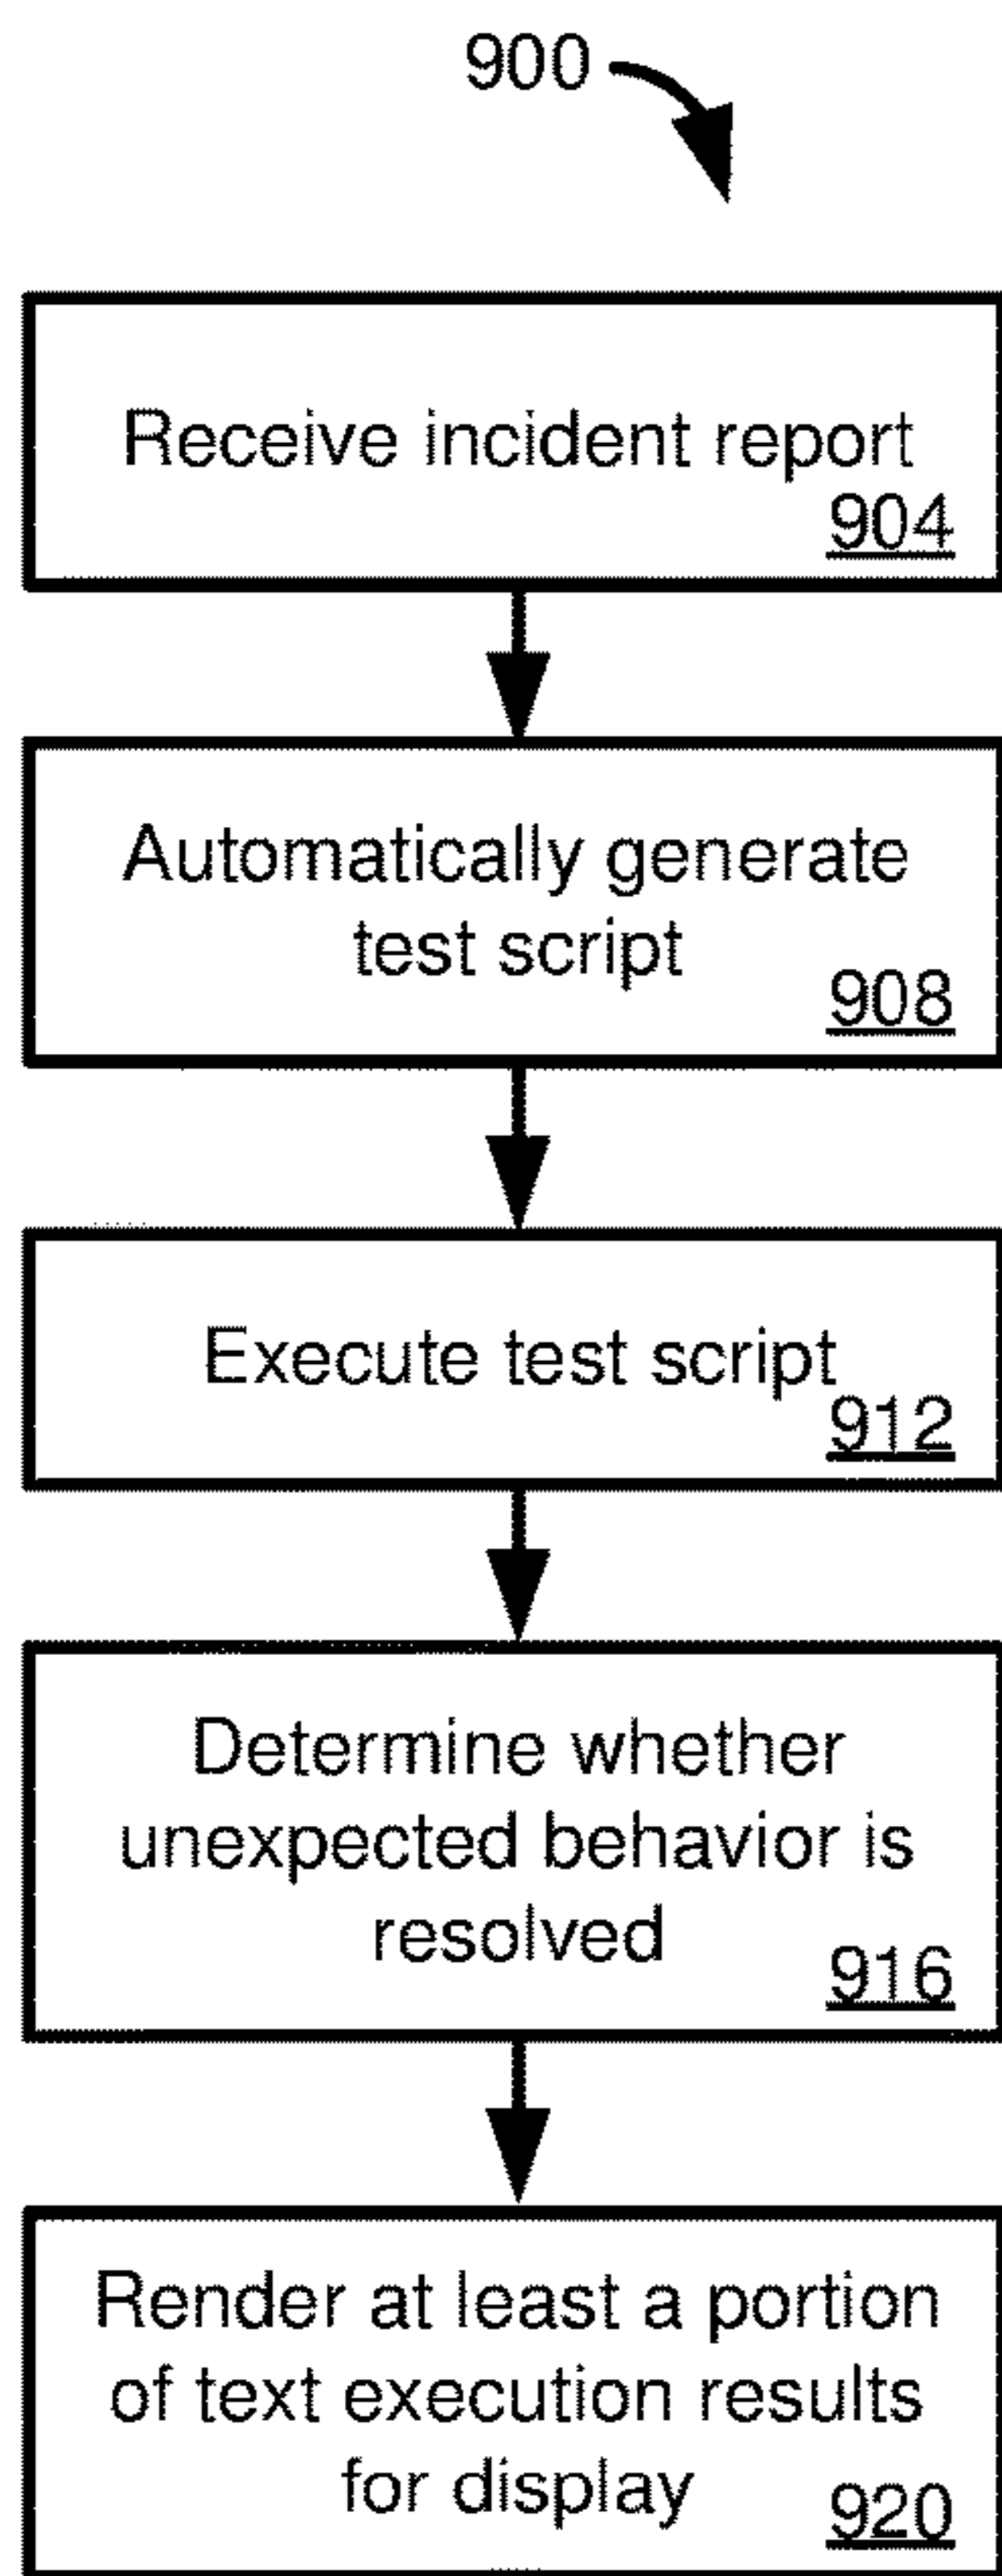 900
Receive incident report
904
Automatically generate
test script
908
Execute test script
912
Determine whether
unexpected behavior is
resolved
916
Render at least a portion
of text execution results
for display
920